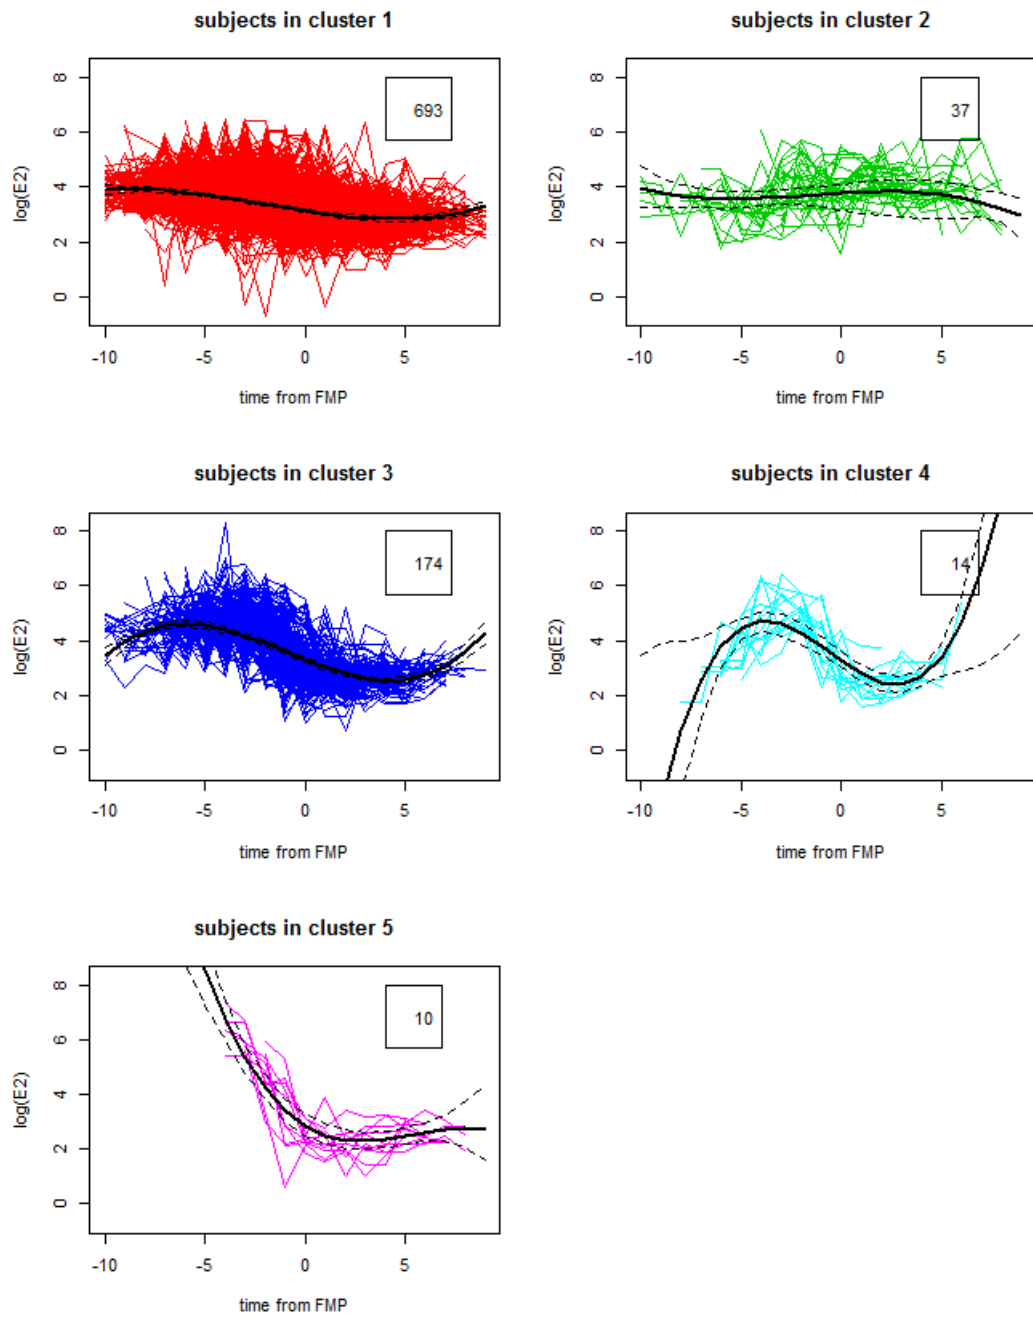 subjects in cluster 1
693
8
6
4
2
0
log(E2)
-10 -5 0 5
time from FMP
subjects in cluster 2
37
8
6
4
2
0
log(E2)
-10 -5 0 5
time from FMP
subjects in cluster 3
174
8
6
4
2
0
log(E2)
-10 -5 0 5
time from FMP
subjects in cluster 4
14
8
6
4
2
0
log(E2)
-10 -5 0 5
time from FMP
subjects in cluster 5
10
8
6
4
2
0
log(E2)
-10 -5 0 5
time from FMP